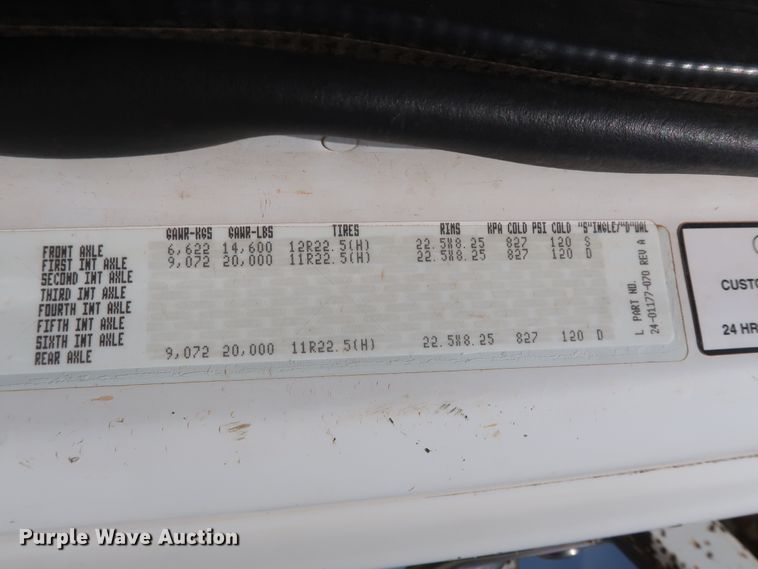 GAWR-KGS GAWR-LBS TIRES RIMS KPA COLD PSI COLD "S"INGLE/"D"UAL
FRONT AXLE 6,622 14,600 12R22.5(H) 22.5X8.25 827 120 S
FIRST INT AXLE 9,072 20,000 11R22.5(H) 22.5X8.25 827 120 D
SECOND INT AXLE
THIRD INT AXLE
FOURTH INT AXLE
FIFTH INT AXLE
SIXTH INT AXLE
REAR AXLE 9,072 20,000 11R22.5(H) 22.5X8.25 827 120 D
L PART NO.
24-01177-070 REV A
CUSTO
24 HR
Purple Wave Auction